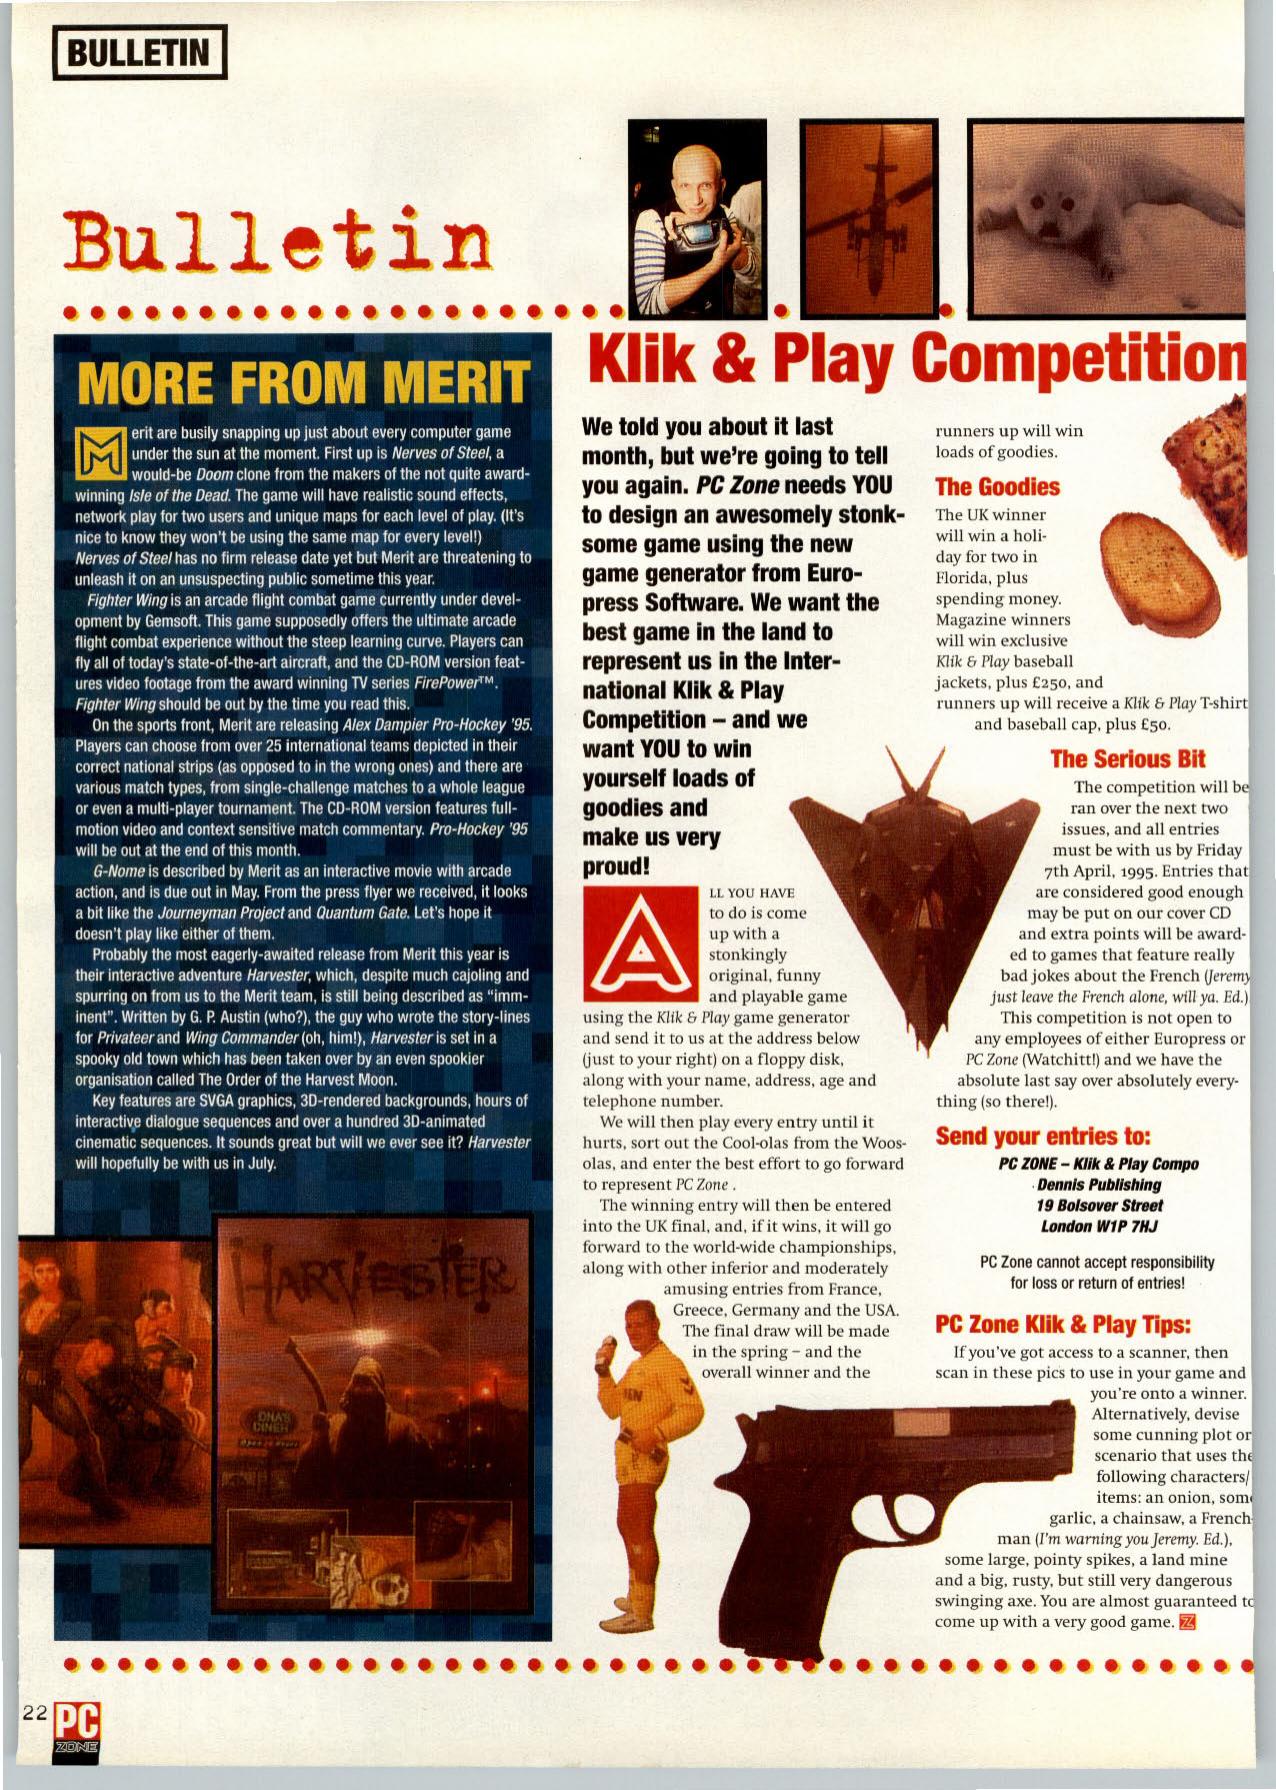 BULLETIN
Bulletin
MORE FROM MERIT
Merit are busily snapping up just about every computer game
under the sun at the moment. First up is Nerves of Steel, a
would-be Doom clone from the makers of the not quite award-
winning Isle of the Dead. The game will have realistic sound effects,
network play for two users and unique maps for each level of play. (It's
nice to know they won't be using the same map for every level!)
Nerves of Steel has no firm release date yet but Merit are threatening to
unleash it on an unsuspecting public sometime this year.
Fighter Wing is an arcade flight combat game currently under devel-
opment by Gemsoft. This game supposedly offers the ultimate arcade
flight combat experience without the steep learning curve. Players can
fly all of today's state-of-the-art aircraft, and the CD-ROM version feat-
ures video footage from the award winning TV series FirePower™.
Fighter Wing should be out by the time you read this.
On the sports front, Merit are releasing Alex Dampier Pro-Hockey '95.
Players can choose from over 25 international teams depicted in their
correct national strips (as opposed to in the wrong ones) and there are
various match types, from single-challenge matches to a whole league
or even a multi-player tournament. The CD-ROM version features full-
motion video and context sensitive match commentary. Pro-Hockey '95
will be out at the end of this month.
G-Nome is described by Merit as an interactive movie with arcade
action, and is due out in May. From the press flyer we received, it looks
a bit like the Journeyman Project and Quantum Gate. Let's hope it
doesn't play like either of them.
Probably the most eagerly-awaited release from Merit this year is
their interactive adventure Harvester, which, despite much cajoling and
spurring on from us to the Merit team, is still being described as "imm-
inent". Written by G. P. Austin (who?), the guy who wrote the story-lines
for Privateer and Wing Commander (oh, him!), Harvester is set in a
spooky old town which has been taken over by an even spookier
organisation called The Order of the Harvest Moon.
Key features are SVGA graphics, 3D-rendered backgrounds, hours of
interactive dialogue sequences and over a hundred 3D-animated
cinematic sequences. It sounds great but will we ever see it? Harvester
will hopefully be with us in July.
HARVESTER
DNA'S
DINER
Klik & Play Competition
We told you about it last
month, but we're going to tell
you again. PC Zone needs YOU
to design an awesomely stonk-
some game using the new
game generator from Euro-
press Software. We want the
best game in the land to
represent us in the Inter-
national Klik & Play
Competition – and we
want YOU to win
yourself loads of
goodies and
make us very
proud!
ALL YOU HAVE
to do is come
up with a
stonkingly
original, funny
and playable game
using the Klik & Play game generator
and send it to us at the address below
(just to your right) on a floppy disk,
along with your name, address, age and
telephone number.
We will then play every entry until it
hurts, sort out the Cool-olas from the Woos-
olas, and enter the best effort to go forward
to represent PC Zone .
The winning entry will then be entered
into the UK final, and, if it wins, it will go
forward to the world-wide championships,
along with other inferior and moderately
amusing entries from France,
Greece, Germany and the USA.
The final draw will be made
in the spring – and the
overall winner and the
runners up will win
loads of goodies.
The Goodies
The UK winner
will win a holi-
day for two in
Florida, plus
spending money.
Magazine winners
will win exclusive
Klik & Play baseball
jackets, plus £250, and
runners up will receive a Klik & Play T-shirt
and baseball cap, plus £50.
The Serious Bit
The competition will be
ran over the next two
issues, and all entries
must be with us by Friday
7th April, 1995. Entries that
are considered good enough
may be put on our cover CD
and extra points will be award-
ed to games that feature really
bad jokes about the French (Jeremy
just leave the French alone, will ya. Ed.)
This competition is not open to
any employees of either Europress or
PC Zone (Watchitt!) and we have the
absolute last say over absolutely every-
thing (so there!).
Send your entries to:
PC ZONE – Klik & Play Compo
Dennis Publishing
19 Bolsover Street
London W1P 7HJ
PC Zone cannot accept responsibility
for loss or return of entries!
PC Zone Klik & Play Tips:
If you've got access to a scanner, then
scan in these pics to use in your game and
you're onto a winner.
Alternatively, devise
some cunning plot or
scenario that uses the
following characters/
items: an onion, som
garlic, a chainsaw, a French-
man (I'm warning you Jeremy. Ed.),
some large, pointy spikes, a land mine
and a big, rusty, but still very dangerous
swinging axe. You are almost guaranteed to
come up with a very good game. Z
22 PC
ZONE